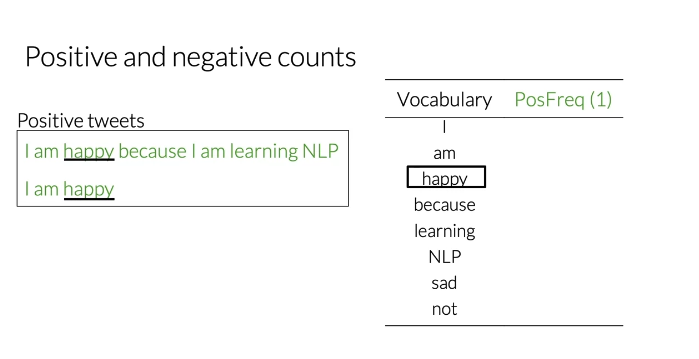 Positive and negative counts
Positive tweets
I am happy because I am learning NLP
I am happy
Vocabulary PosFreq (1)
I
am
happy
because
learning
NLP
sad
not